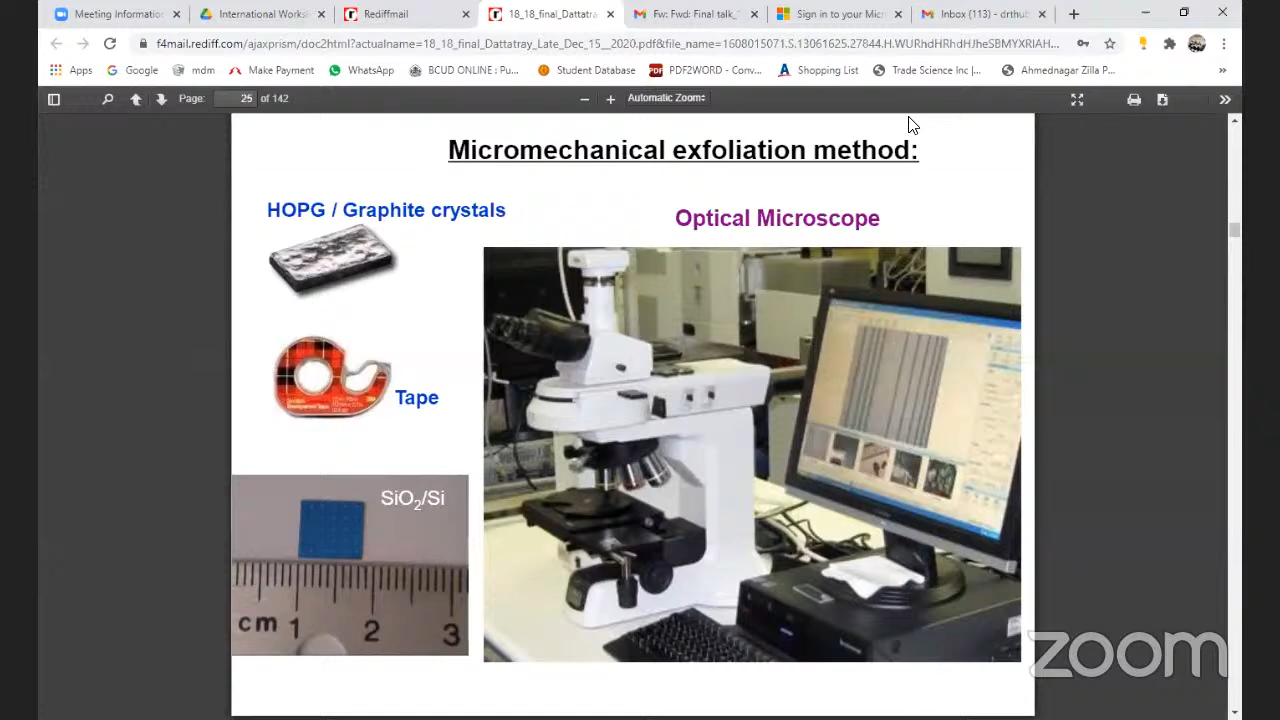 Meeting Informatio
International Works
Rediffmail
18_18_final_Dattatra
Fw: Fwd: Final talk_
Sign in to your Micr
Inbox (113) - drthub
f4mail.rediff.com/ajaxprism/doc2html?actualname=18_18_final_Dattatray_Late_Dec_15__2020.pdf&file_name=1608015071.S.13061625.27844.H.WURhdHRhdHJheSBMYXRlIAH...
Apps
Google
mdm
Make Payment
WhatsApp
BCUD ONLINE : Pu...
Student Database
PDF2WORD - Conv...
Shopping List
Trade Science Inc |...
Ahmednagar Zilla P...
Page: 25 of 142
Automatic Zoom
Micromechanical exfoliation method:
HOPG / Graphite crystals
Optical Microscope
Tape
SiO2/Si
cm 1 2 3
zoom